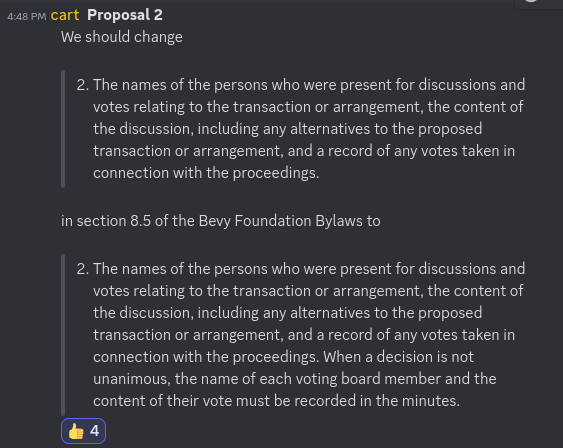 4:48 PM cart Proposal 2
We should change
2. The names of the persons who were present for discussions and
votes relating to the transaction or arrangement, the content of
the discussion, including any alternatives to the proposed
transaction or arrangement, and a record of any votes taken in
connection with the proceedings.
in section 8.5 of the Bevy Foundation Bylaws to
2. The names of the persons who were present for discussions and
votes relating to the transaction or arrangement, the content of
the discussion, including any alternatives to the proposed
transaction or arrangement, and a record of any votes taken in
connection with the proceedings. When a decision is not
unanimous, the name of each voting board member and the
content of their vote must be recorded in the minutes.
👍 4